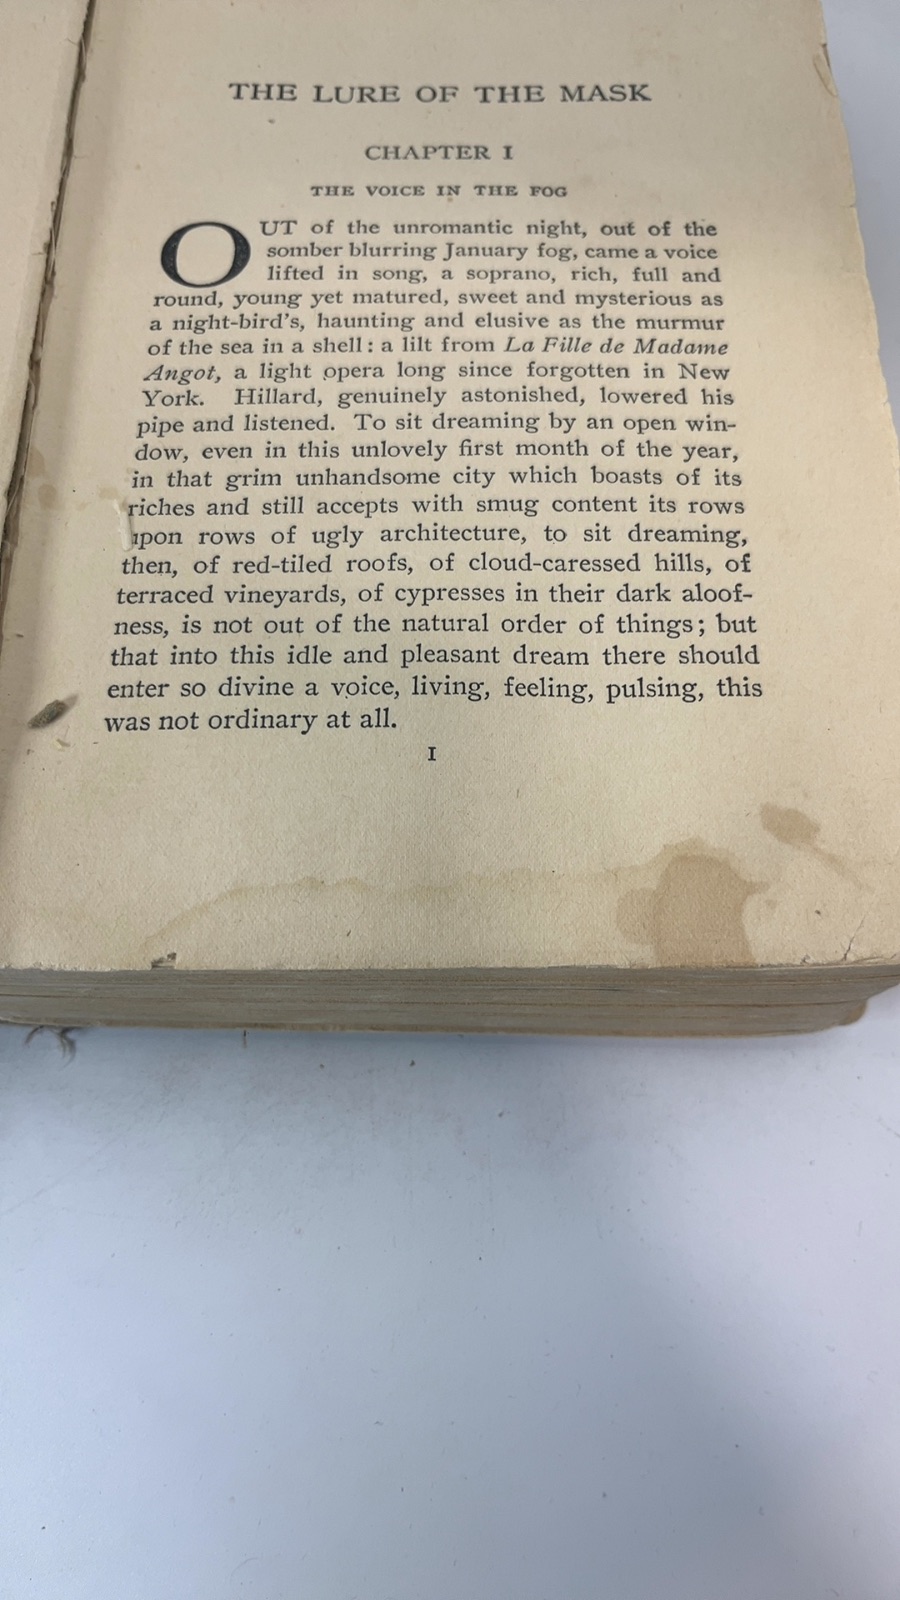 THE LURE OF THE MASK
CHAPTER I
THE VOICE IN THE FOG
OUT of the unromantic night, out of the
somber blurring January fog, came a voice
lifted in song, a soprano, rich, full and
round, young yet matured, sweet and mysterious as
a night-bird's, haunting and elusive as the murmur
of the sea in a shell: a lilt from La Fille de Madame
Angot, a light opera long since forgotten in New
York. Hillard, genuinely astonished, lowered his
pipe and listened. To sit dreaming by an open win-
dow, even in this unlovely first month of the year,
in that grim unhandsome city which boasts of its
riches and still accepts with smug content its rows
upon rows of ugly architecture, to sit dreaming,
then, of red-tiled roofs, of cloud-caressed hills, of
terraced vineyards, of cypresses in their dark aloof-
ness, is not out of the natural order of things; but
that into this idle and pleasant dream there should
enter so divine a voice, living, feeling, pulsing, this
was not ordinary at all.
I